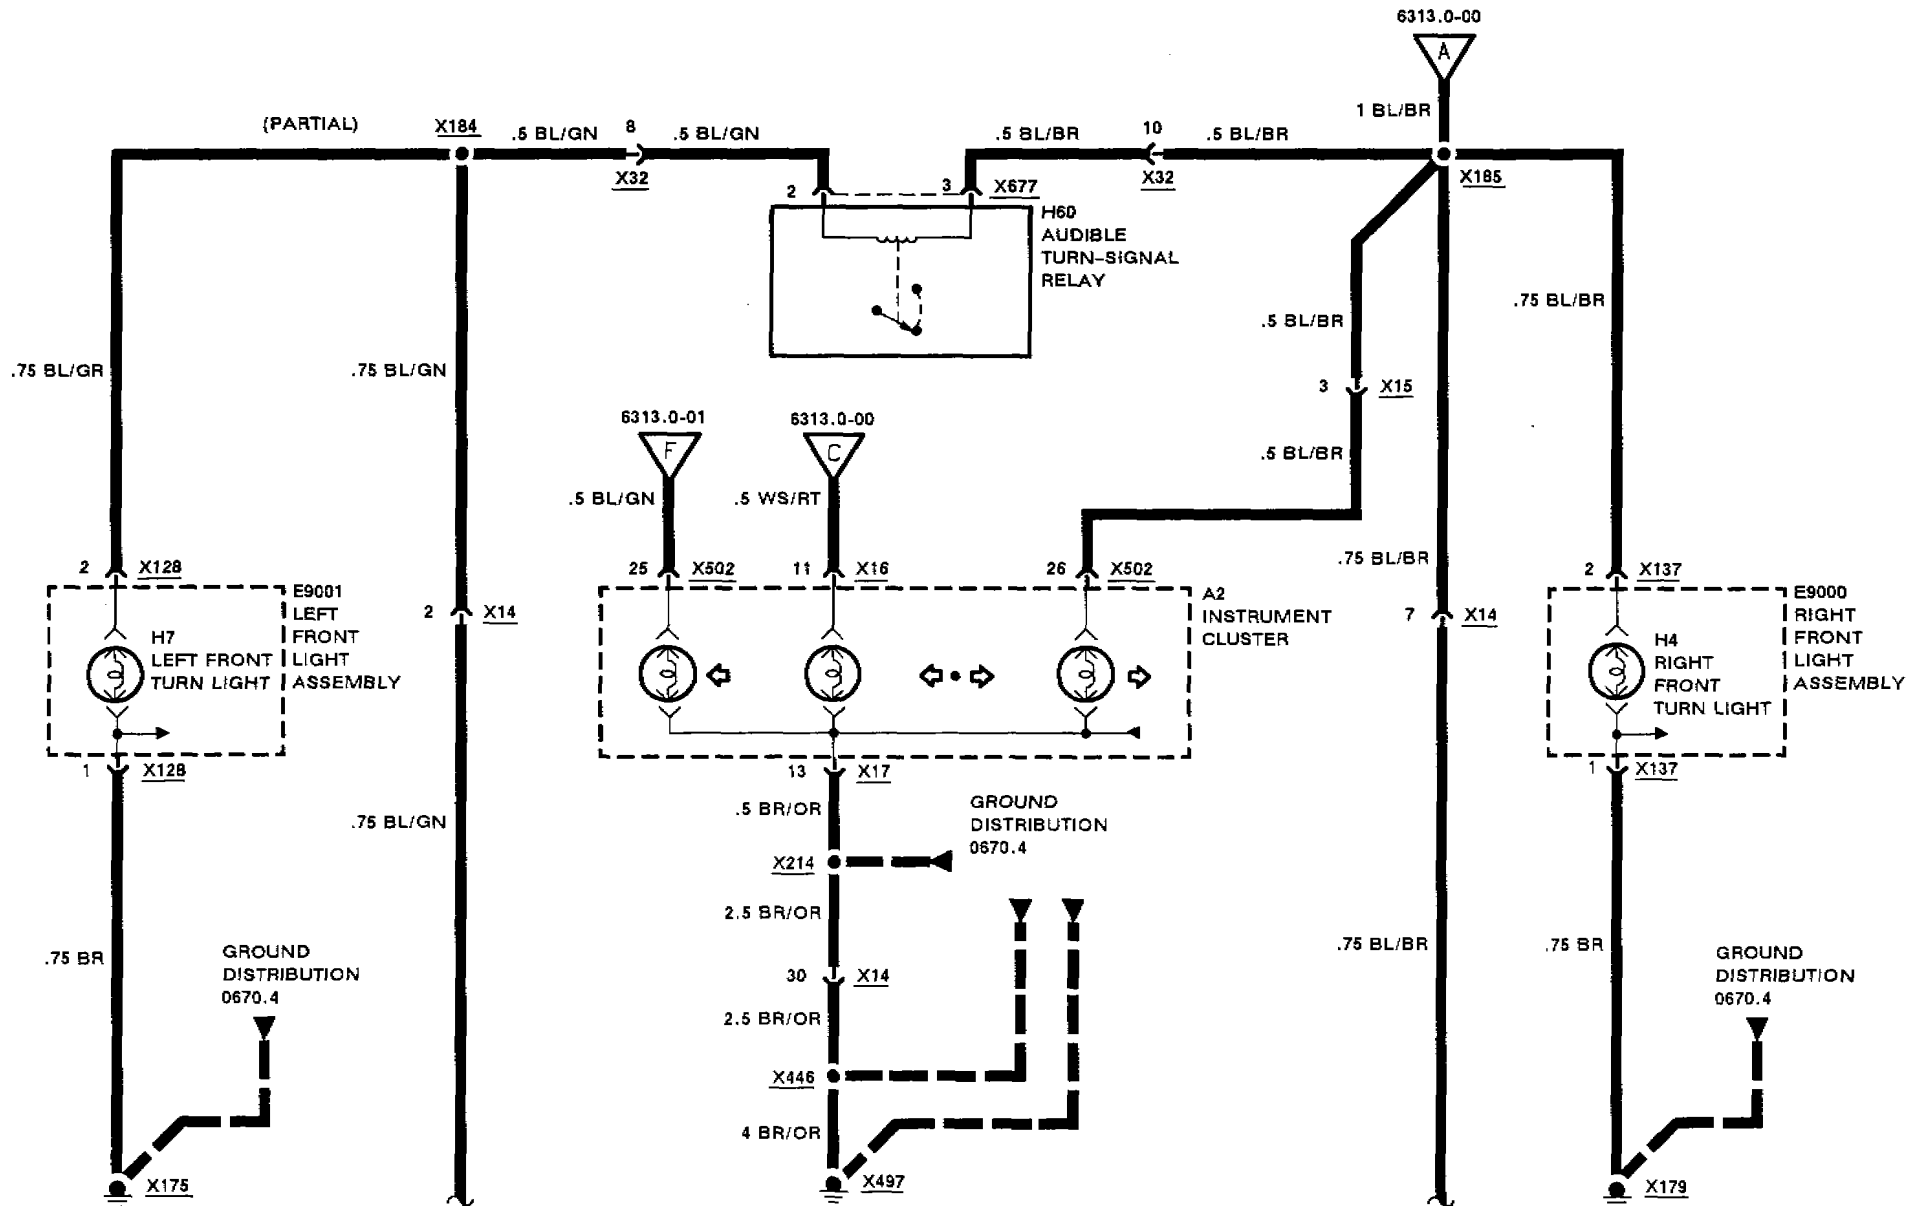 6313.0-00
A
1 BL/BR
(PARTIAL)
X184
.5 BL/GN
8
.5 BL/GN
X32
.5 BL/BR
10
.5 BL/BR
X32
X185
2
3
X677
H60
AUDIBLE
TURN-SIGNAL
RELAY
.75 BL/GR
.75 BL/GN
.5 BL/BR
.75 BL/BR
3
X15
.5 BL/BR
6313.0-01
F
.5 BL/GN
6313.0-00
C
.5 WS/RT
.75 BL/BR
2
X128
25
X502
11
X16
26
X502
2
X137
E9001
LEFT
FRONT
LIGHT
ASSEMBLY
H7
LEFT FRONT
TURN LIGHT
2
X14
A2
INSTRUMENT
CLUSTER
7
X14
H4
RIGHT
FRONT
TURN LIGHT
E9000
RIGHT
FRONT
LIGHT
ASSEMBLY
1
X128
13
X17
1
X137
.5 BR/OR
GROUND
DISTRIBUTION
0670.4
.75 BL/GN
X214
2.5 BR/OR
.75 BR
GROUND
DISTRIBUTION
0670.4
30
X14
2.5 BR/OR
.75 BL/BR
.75 BR
GROUND
DISTRIBUTION
0670.4
X446
4 BR/OR
X175
X497
X179